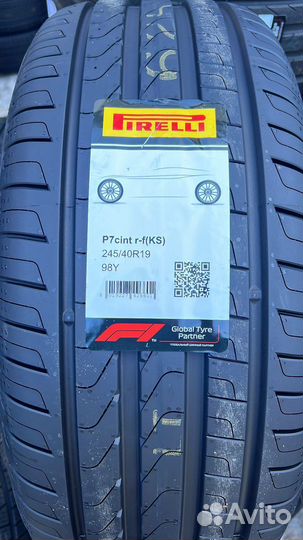 PIRELLI
P7cint r-f(KS)
245/40R19
98Y
F1
Global Tyre
Partner
Avito